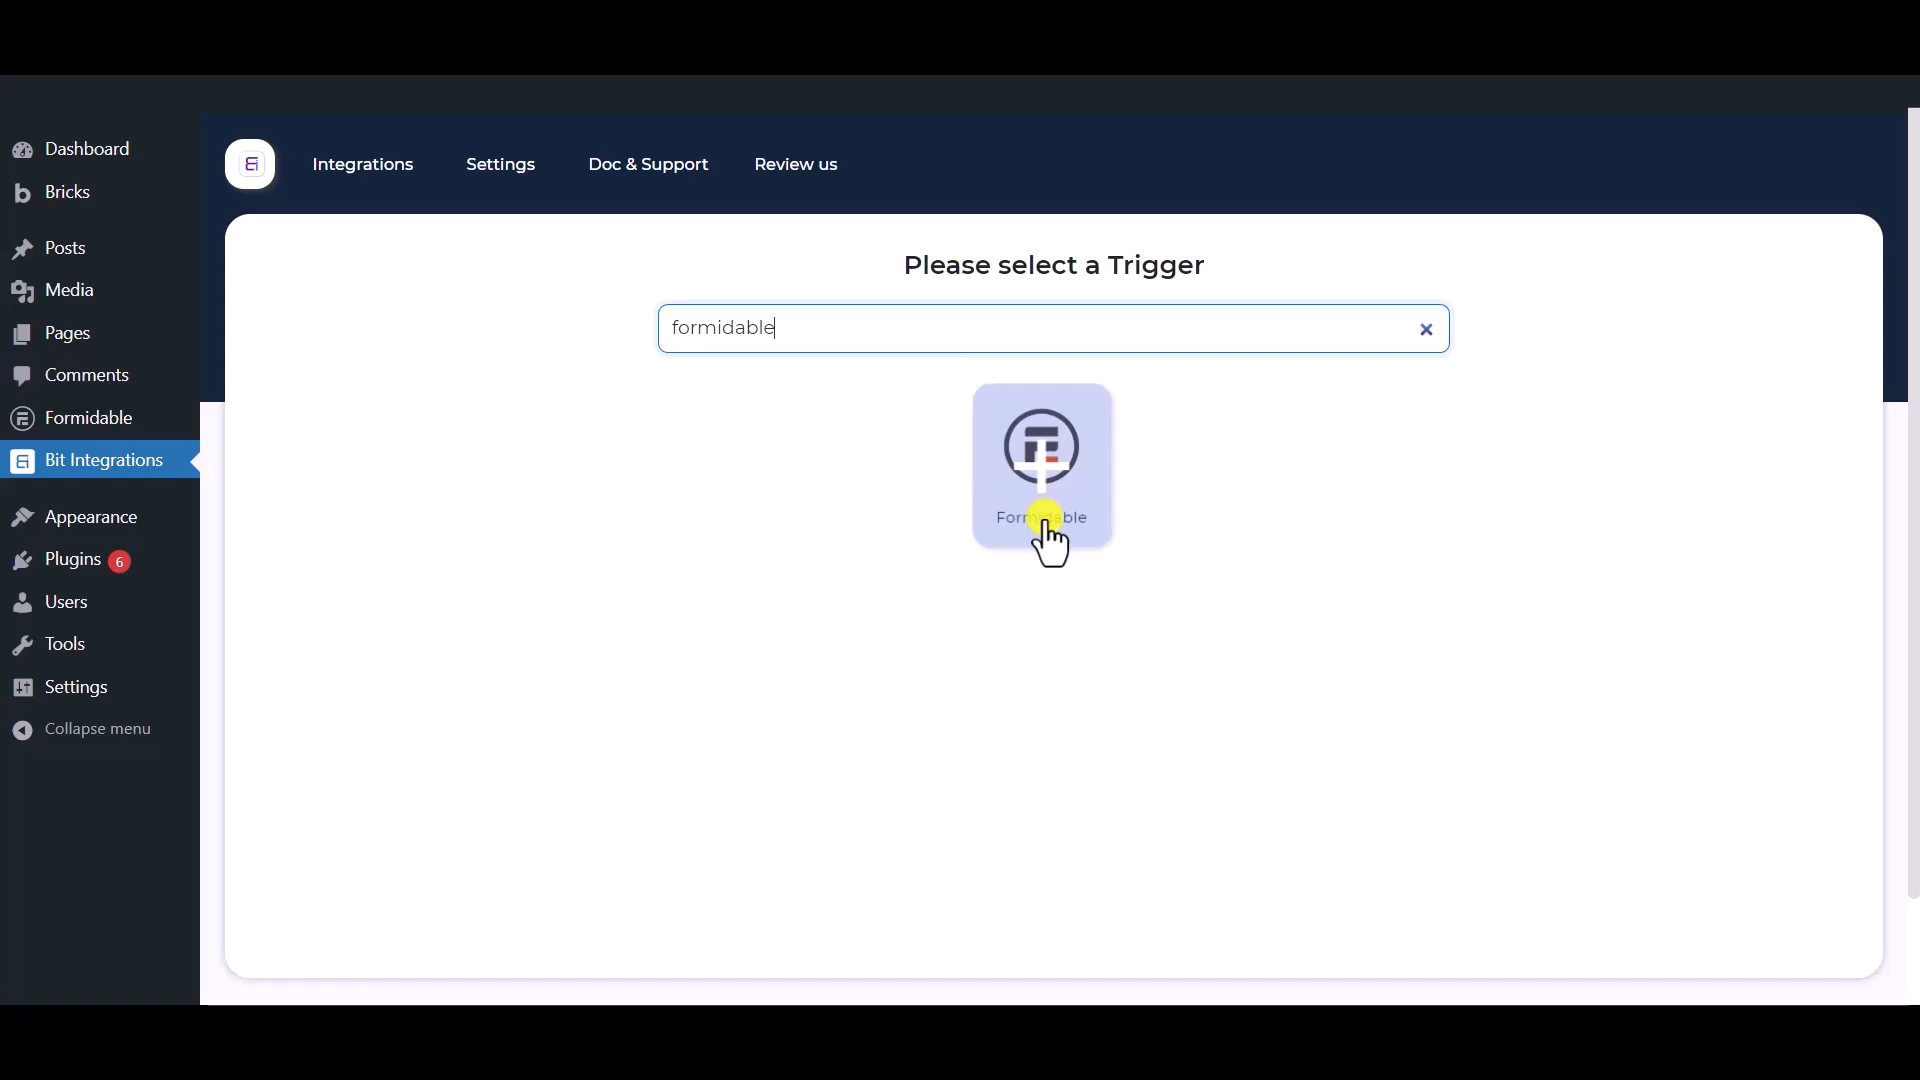 Dashboard
Bricks
Posts
Media
Pages
Comments
Formidable
Bit Integrations
Appearance
Plugins 6
Users
Tools
Settings
Collapse menu
Integrations Settings Doc & Support Review us
Please select a Trigger
formidable
Formidable